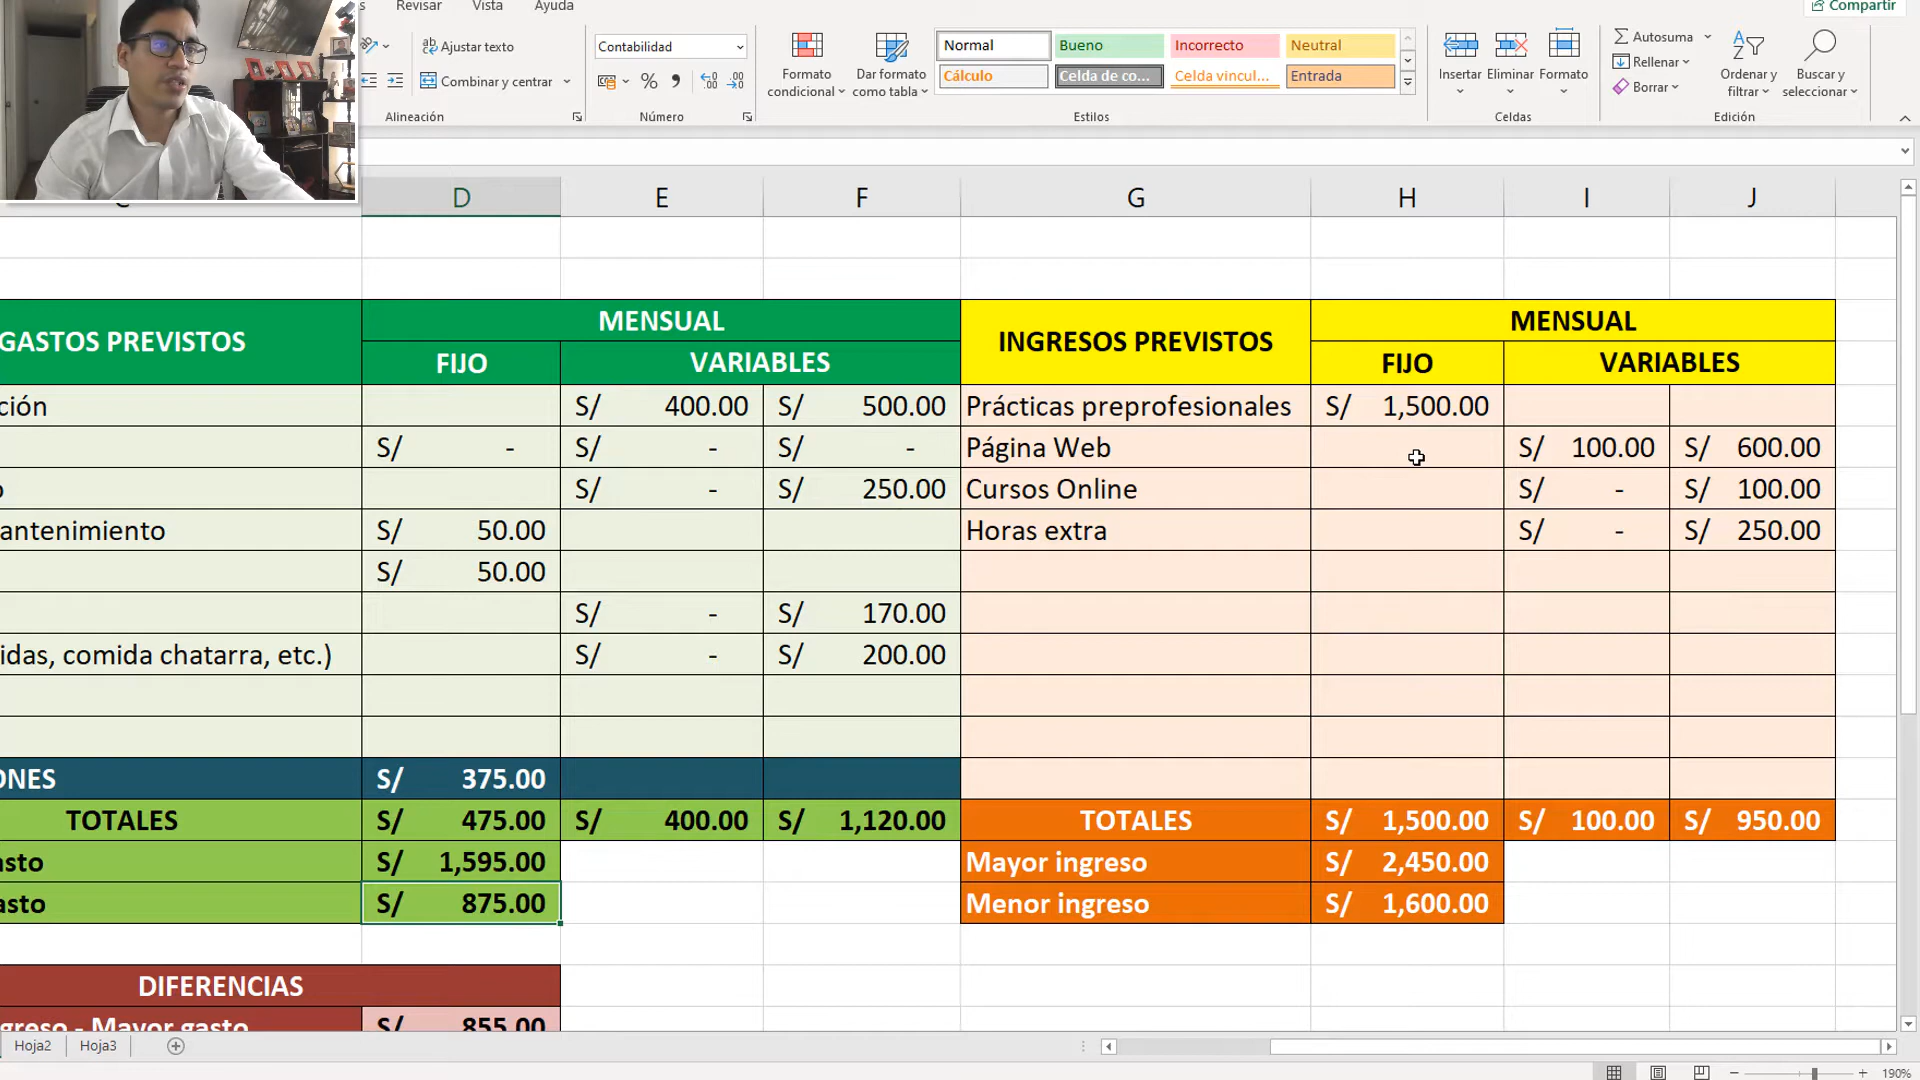 Revisar Vista Ayuda Compartir
Ajustar texto Contabilidad Normal Bueno Incorrecto Neutral Autosuma
Combinar y centrar % Cálculo Celda de co... Celda vincul... Entrada Rellenar
Formato condicional Dar formato como tabla Insertar Eliminar Formato Borrar Ordenar y filtrar Buscar y seleccionar
Alineación Número Estilos Celdas Edición
D E F G H I J
GASTOS PREVISTOS MENSUAL INGRESOS PREVISTOS MENSUAL
FIJO VARIABLES FIJO VARIABLES
ción S/ 400.00 S/ 500.00 Prácticas preprofesionales S/ 1,500.00
S/ - S/ - S/ - Página Web S/ 100.00 S/ 600.00
o S/ - S/ 250.00 Cursos Online S/ - S/ 100.00
antenimiento S/ 50.00 Horas extra S/ - S/ 250.00
S/ 50.00
S/ - S/ 170.00
idas, comida chatarra, etc.) S/ - S/ 200.00
ONES S/ 375.00
TOTALES S/ 475.00 S/ 400.00 S/ 1,120.00 TOTALES S/ 1,500.00 S/ 100.00 S/ 950.00
asto S/ 1,595.00 Mayor ingreso S/ 2,450.00
asto S/ 875.00 Menor ingreso S/ 1,600.00
DIFERENCIAS
greso - Mayor gasto S/ 855.00
Hoja2 Hoja3
190%